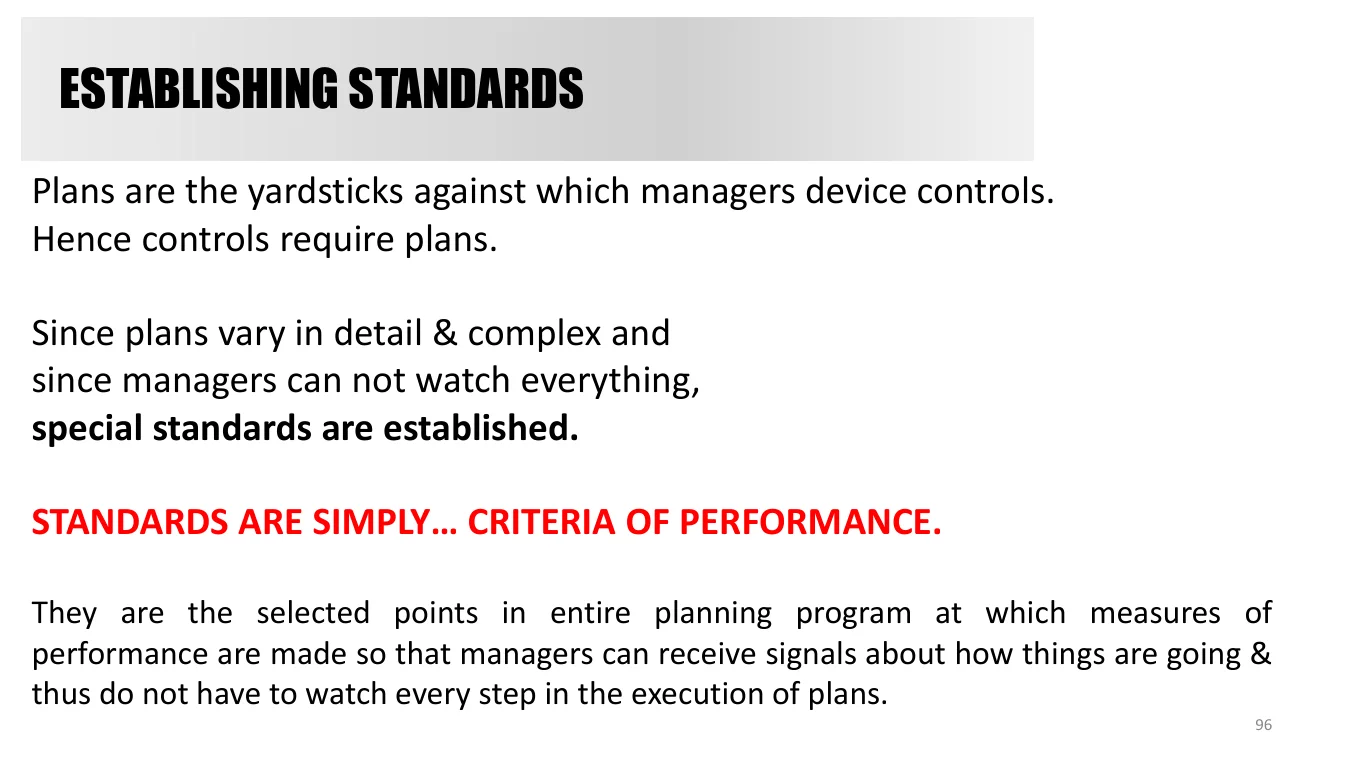 ESTABLISHING STANDARDS
Plans are the yardsticks against which managers device controls.
Hence controls require plans.
Since plans vary in detail & complex and
since managers can not watch everything,
special standards are established.
STANDARDS ARE SIMPLY… CRITERIA OF PERFORMANCE.
They are the selected points in entire planning program at which measures of
performance are made so that managers can receive signals about how things are going &
thus do not have to watch every step in the execution of plans.
96